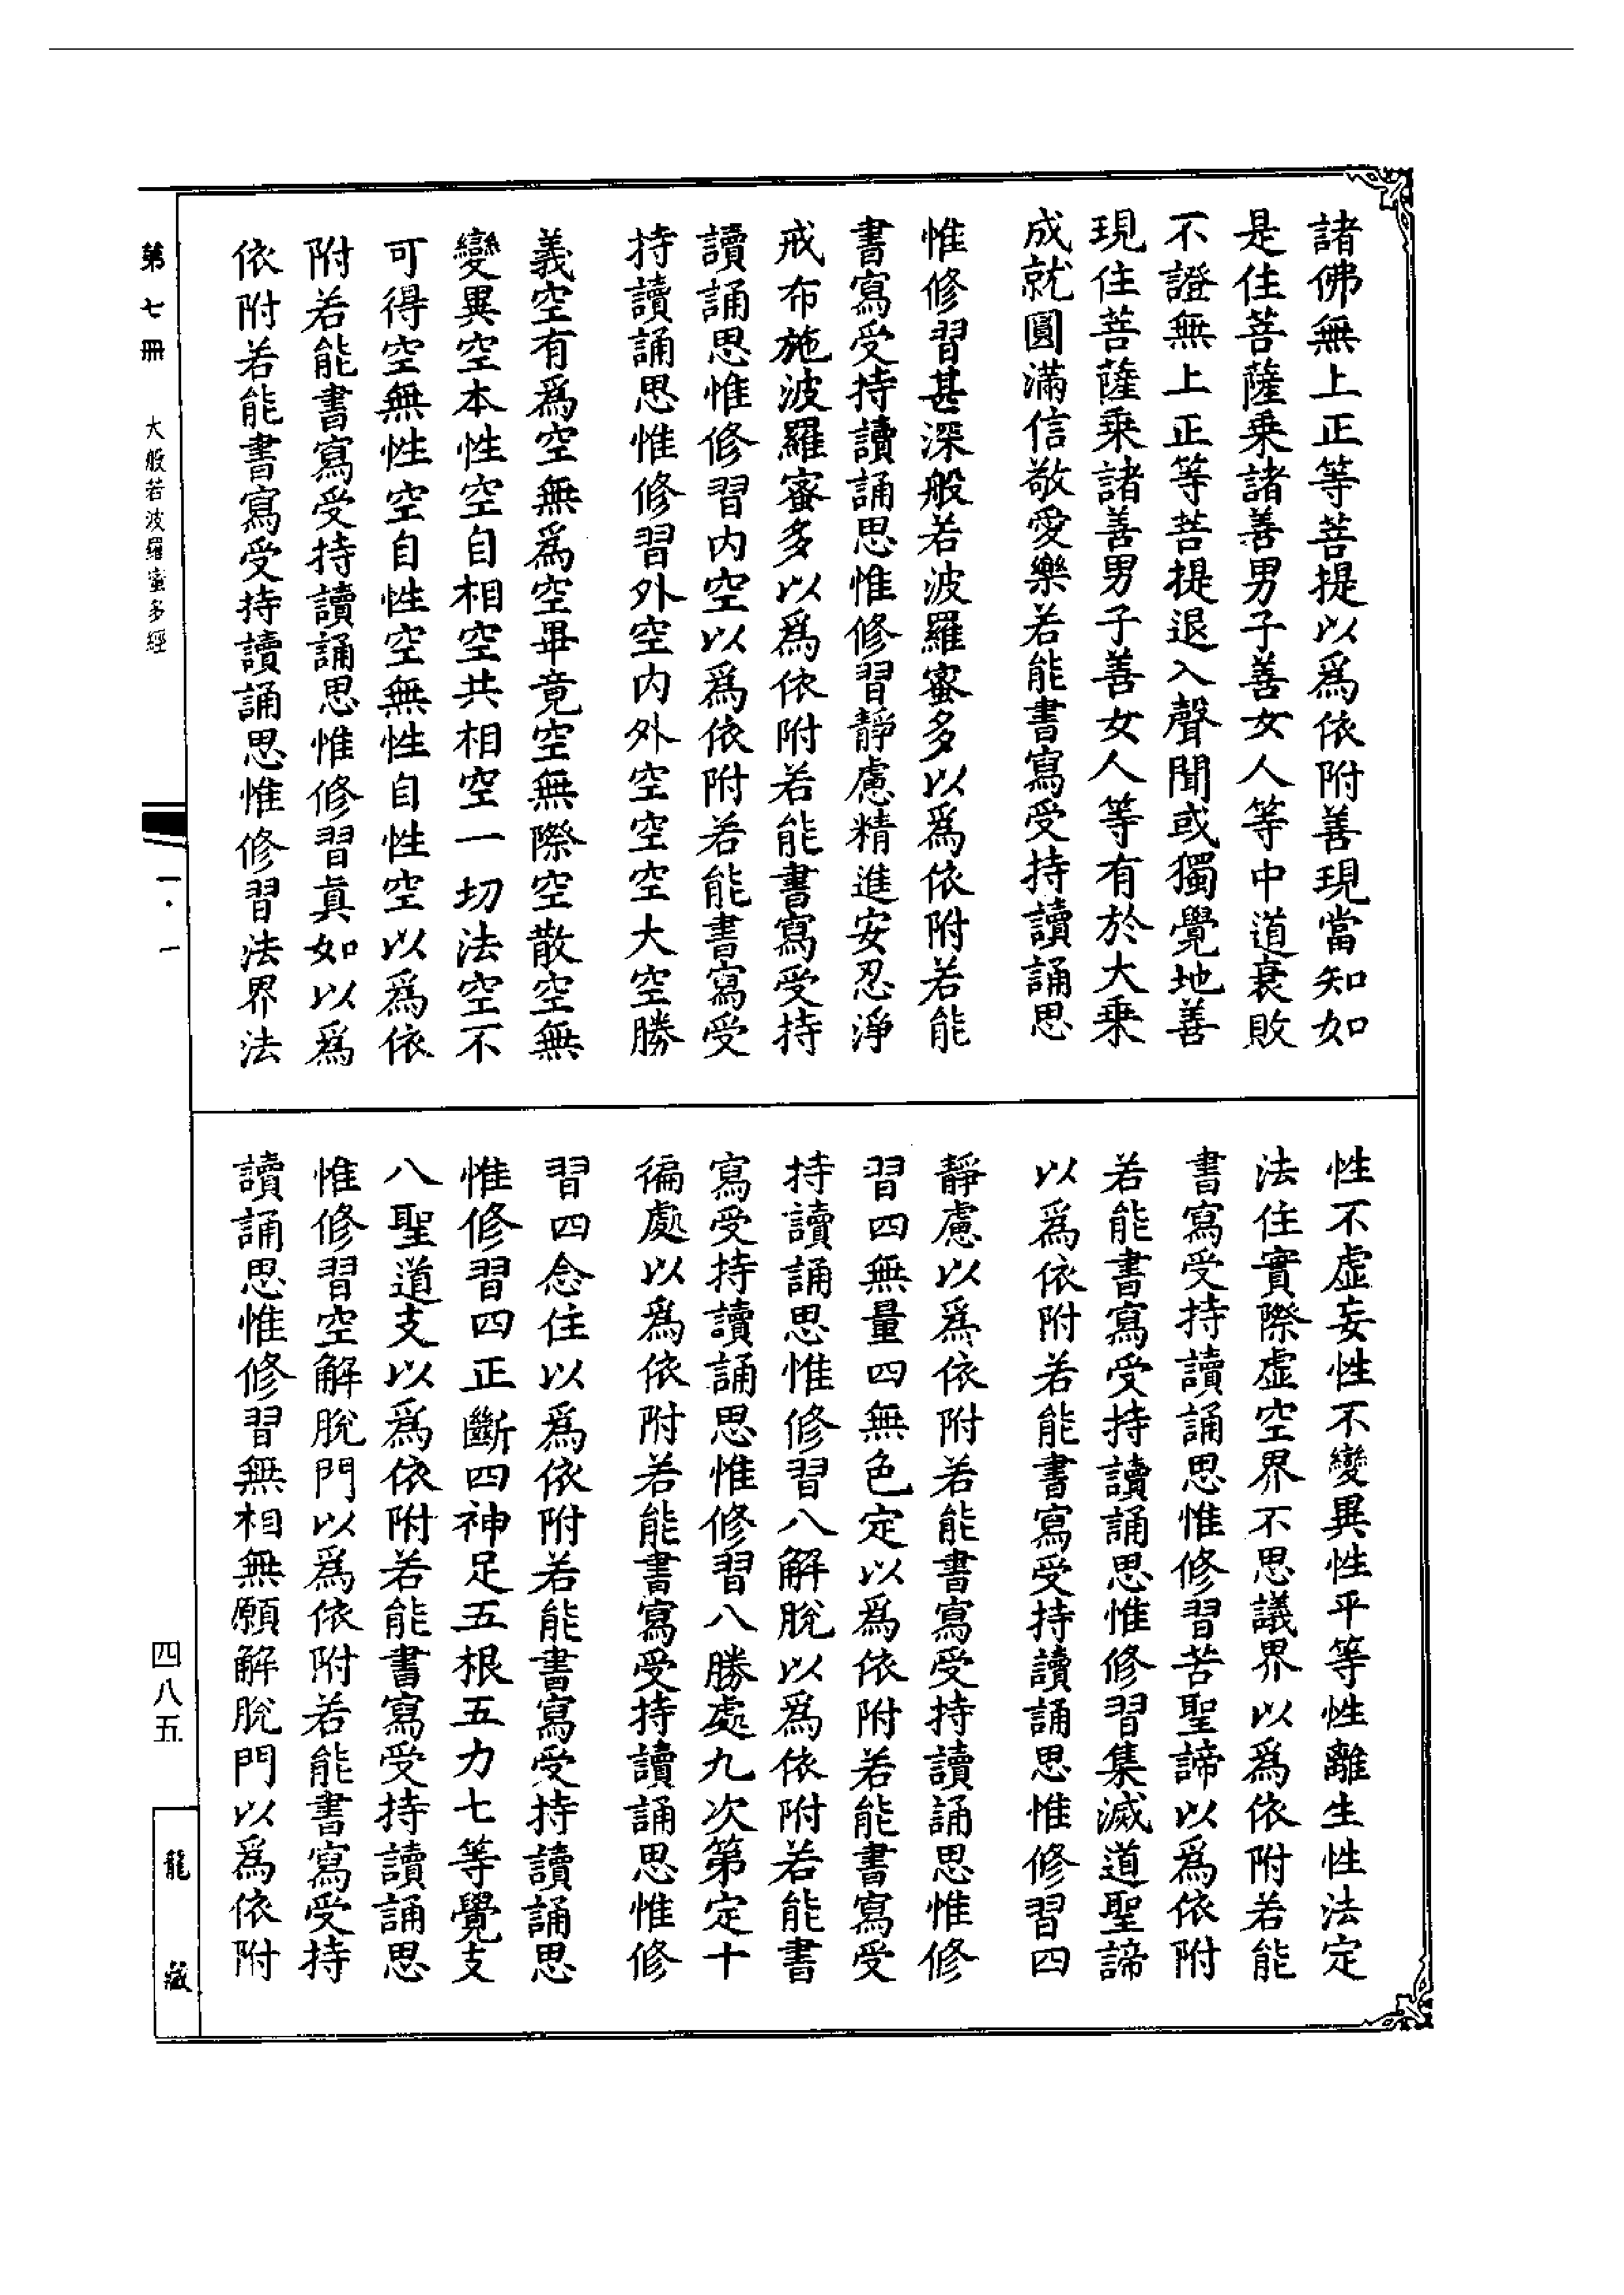 諸佛無上正等菩提以爲依附善現當知如
是住菩薩乘諸善男子善女人等中道衰敗
不證無上正等菩提退入聲聞或獨覺地善
現住菩薩乘諸善男子善女人等有於大乘
成就圓滿信敬愛樂若能書寫受持讀誦思
惟修習甚深般若波羅蜜多以爲依附若能
書寫受持讀誦思惟修習靜慮精進安忍淨
戒布施波羅蜜多以爲依附若能書寫受持
讀誦思惟修習內空以爲依附若能書寫受
持讀誦思惟修習外空內外空空空大空勝
義空有爲空無爲空畢竟空無際空散空無
變異空本性空自相空共相空一切法空不
可得空無性空自性空無性自性空以爲依
附若能書寫受持讀誦思惟修習真如以爲
依附若能書寫受持讀誦思惟修習法界法
性不虛妄性不變異性平等性離生性法定
法住實際虛空界不思議界以爲依附若能
書寫受持讀誦思惟修習苦聖諦以爲依附
若能書寫受持讀誦思惟修習集滅道聖諦
以爲依附若能書寫受持讀誦思惟修習四
靜慮以爲依附若能書寫受持讀誦思惟修
習四無量四無色定以爲依附若能書寫受
持讀誦思惟修習八解脫以爲依附若能書
寫受持讀誦思惟修習八勝處九次第定十
徧處以爲依附若能書寫受持讀誦思惟修
習四念住以爲依附若能書寫受持讀誦思
惟修習四正斷四神足五根五力七等覺支
八聖道支以爲依附若能書寫受持讀誦思
惟修習空解脫門以爲依附若能書寫受持
讀誦思惟修習無相無願解脫門以爲依附
第七冊 大般若波羅蜜多經 一·一
四八五
龍藏